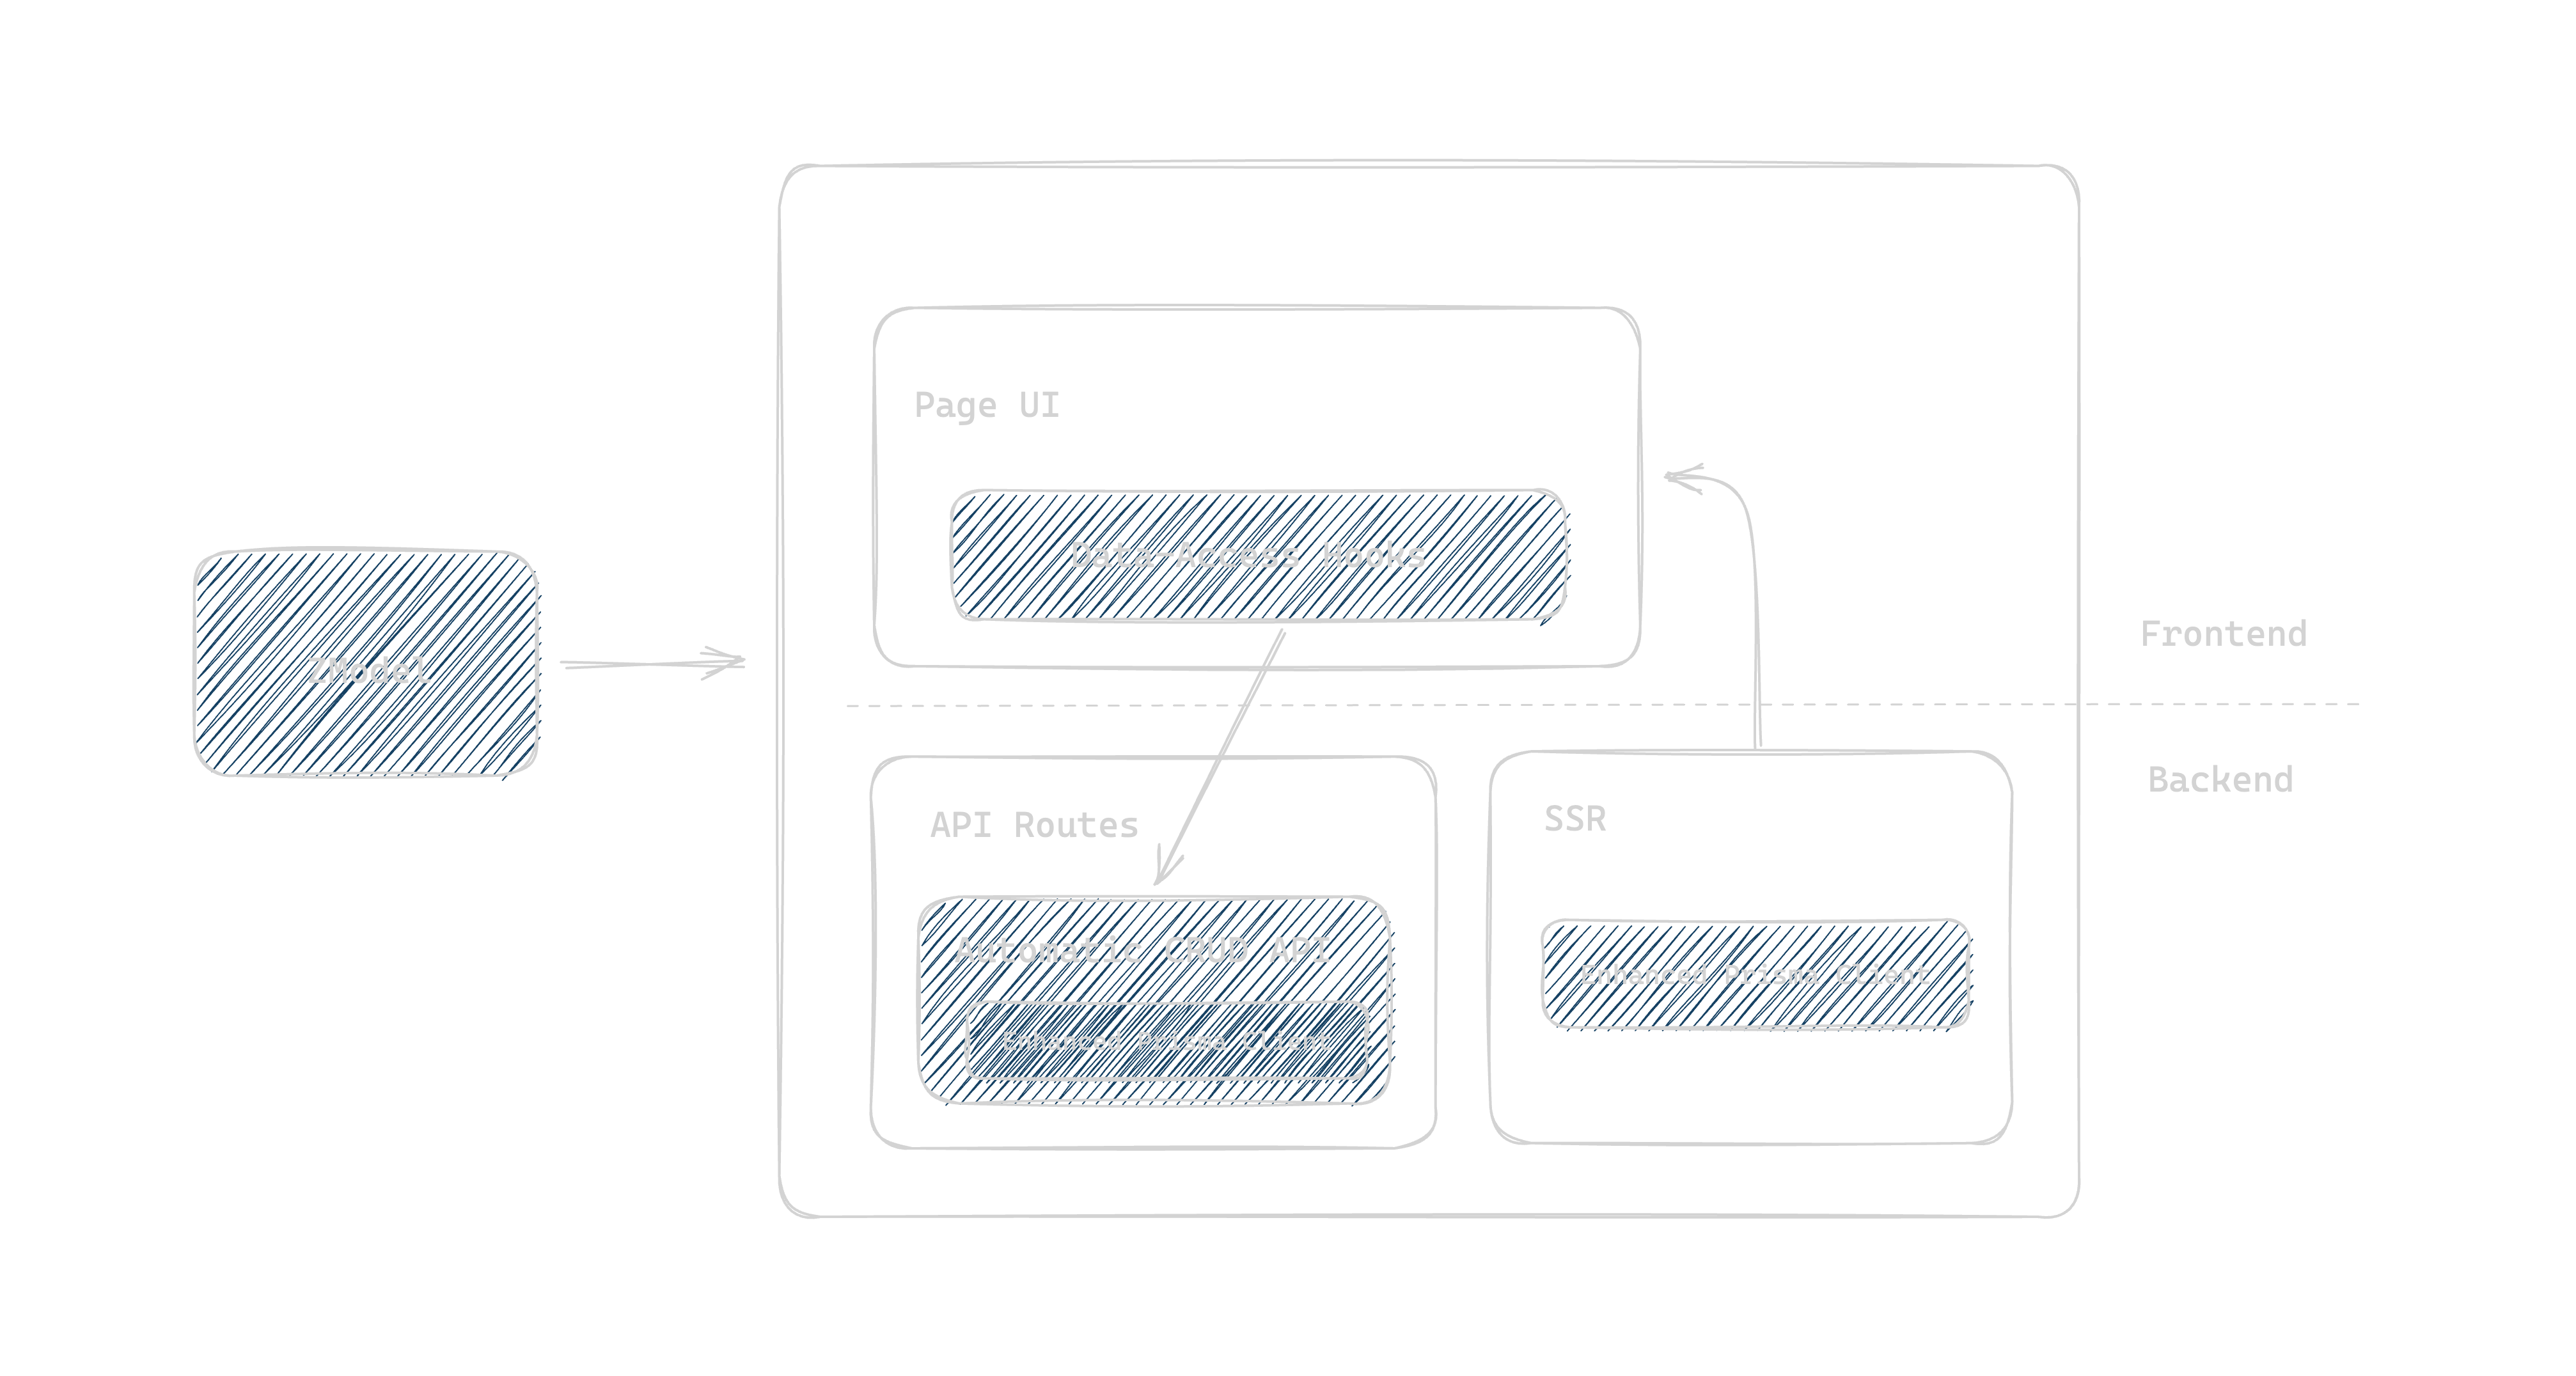 Page UI
Data-Access Hooks
ZModel
Frontend
Backend
API Routes
SSR
Automatic CRUD API
Enhanced Prisma Client
Enhanced Prisma Client